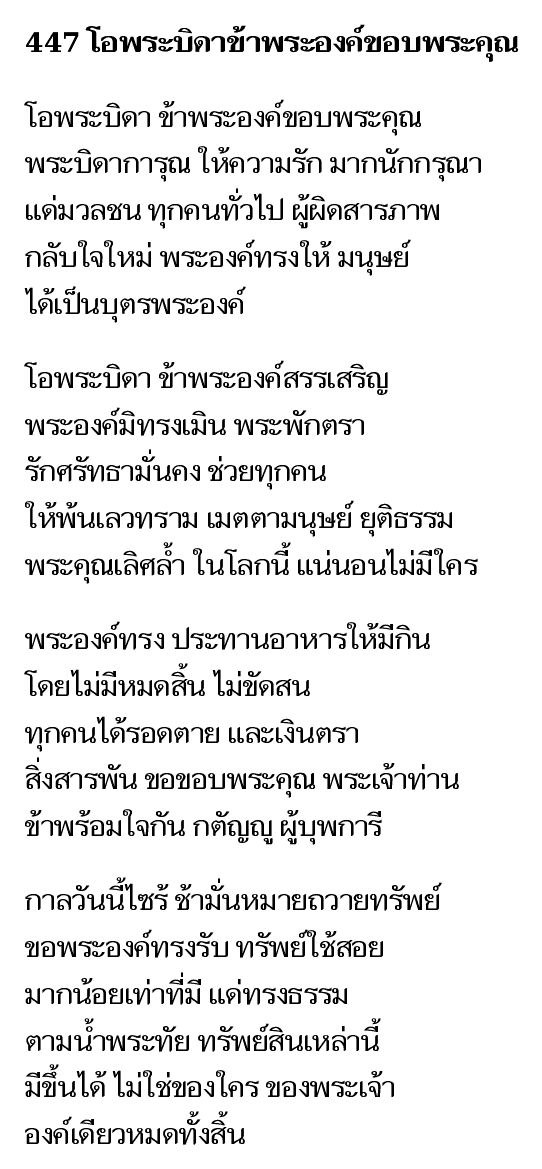 447 โอพระบิดาข้าพระองค์ขอบพระคุณ
โอพระบิดา ข้าพระองค์ขอบพระคุณ
พระบิดาการุณ ให้ความรัก มากนักกรุณา
แด่มวลชน ทุกคนทั่วไป ผู้ผิดสารภาพ
กลับใจใหม่ พระองค์ทรงให้ มนุษย์
ได้เป็นบุตรพระองค์
โอพระบิดา ข้าพระองค์สรรเสริญ
พระองค์มิทรงเมิน พระพักตรา
รักศรัทธามั่นคง ช่วยทุกคน
ให้พ้นเลวทราม เมตตามนุษย์ ยุติธรรม
พระคุณเลิศล้ำ ในโลกนี้ แน่นอนไม่มีใคร
พระองค์ทรง ประทานอาหารให้มีกิน
โดยไม่มีหมดสิ้น ไม่ขัดสน
ทุกคนได้รอดตาย และเงินตรา
สิ่งสารพัน ขอขอบพระคุณ พระเจ้าท่าน
ข้าพร้อมใจกัน กตัญญู ผู้บุพการี
กาลวันนี้ไซร้ ช้ามั่นหมายถวายทรัพย์
ขอพระองค์ทรงรับ ทรัพย์ใช้สอย
มากน้อยเท่าที่มี แด่ทรงธรรม
ตามน้ำพระทัย ทรัพย์สินเหล่านี้
มีขึ้นได้ ไม่ใช่ของใคร ของพระเจ้า
องค์เดียวหมดทั้งสิ้น